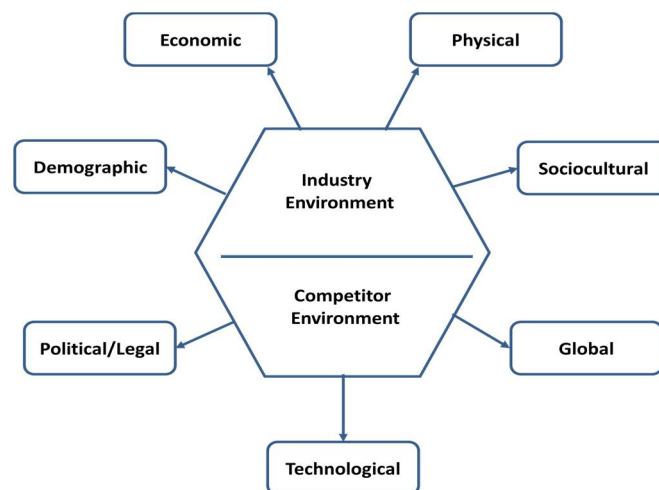 Economic
Physical
Demographic
Industry
Environment
Sociocultural
Competitor
Environment
Political/Legal
Global
Technological